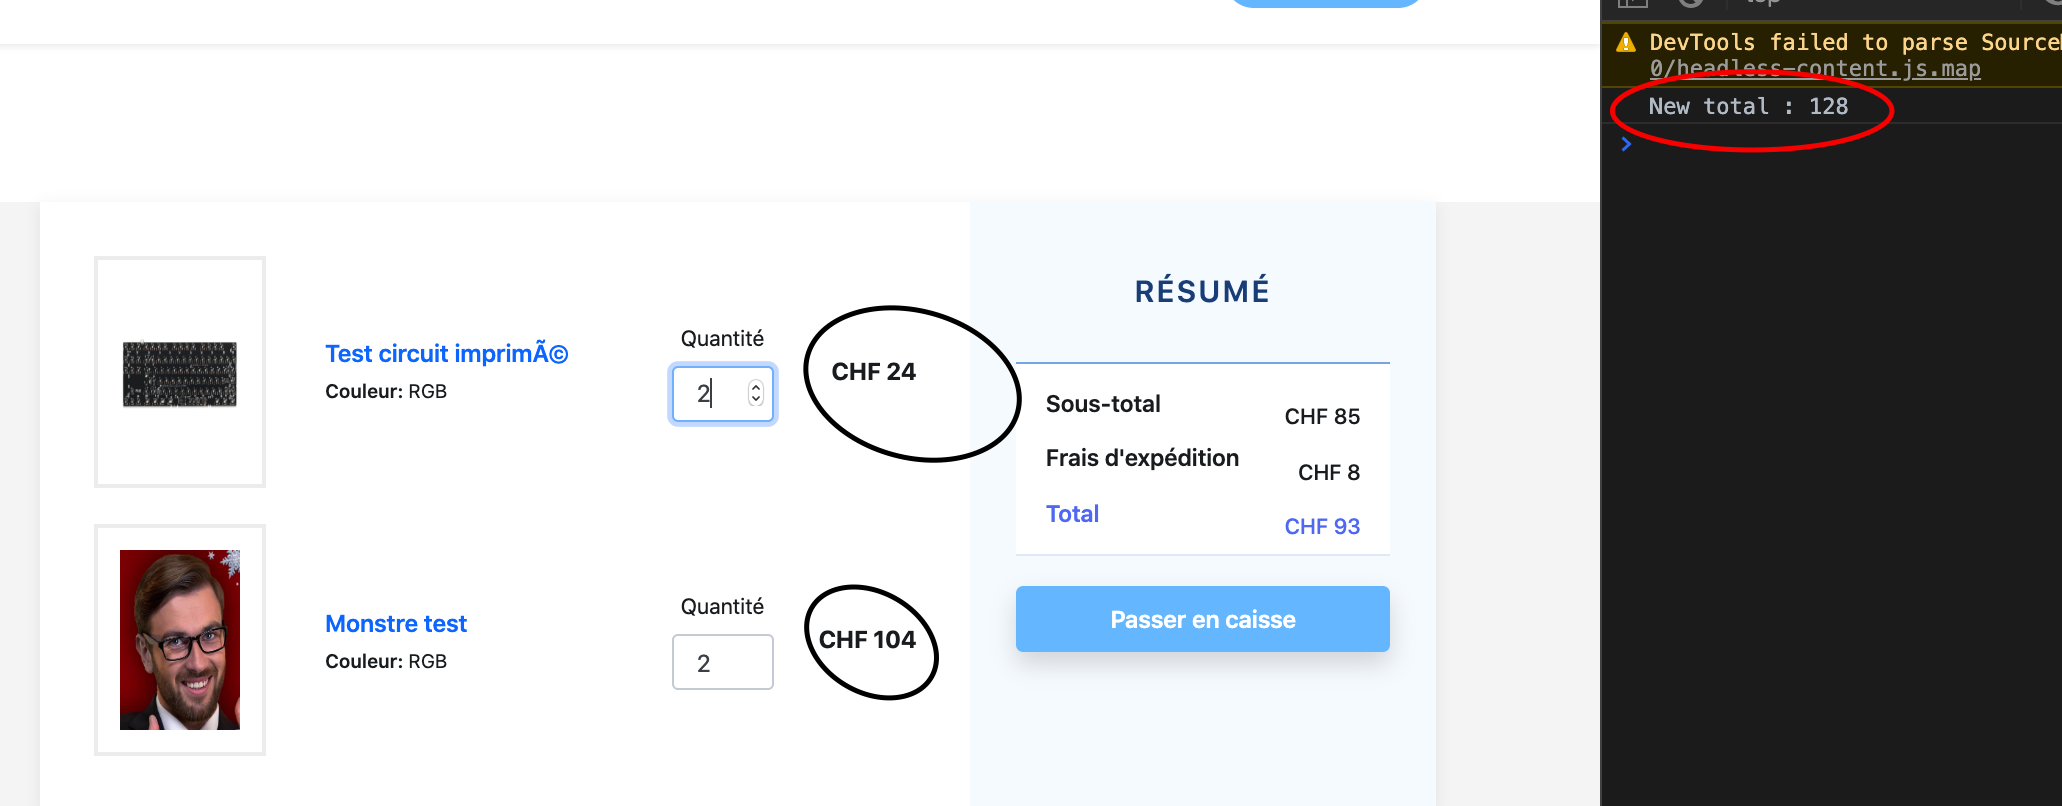 DevTools failed to parse Source
0/headless-content.js.map
New total : 128
Test circuit imprimÃ©
Couleur: RGB
Quantité
2
CHF 24
Monstre test
Couleur: RGB
Quantité
2
CHF 104
RÉSUMÉ
Sous-total
CHF 85
Frais d'expédition
CHF 8
Total
CHF 93
Passer en caisse